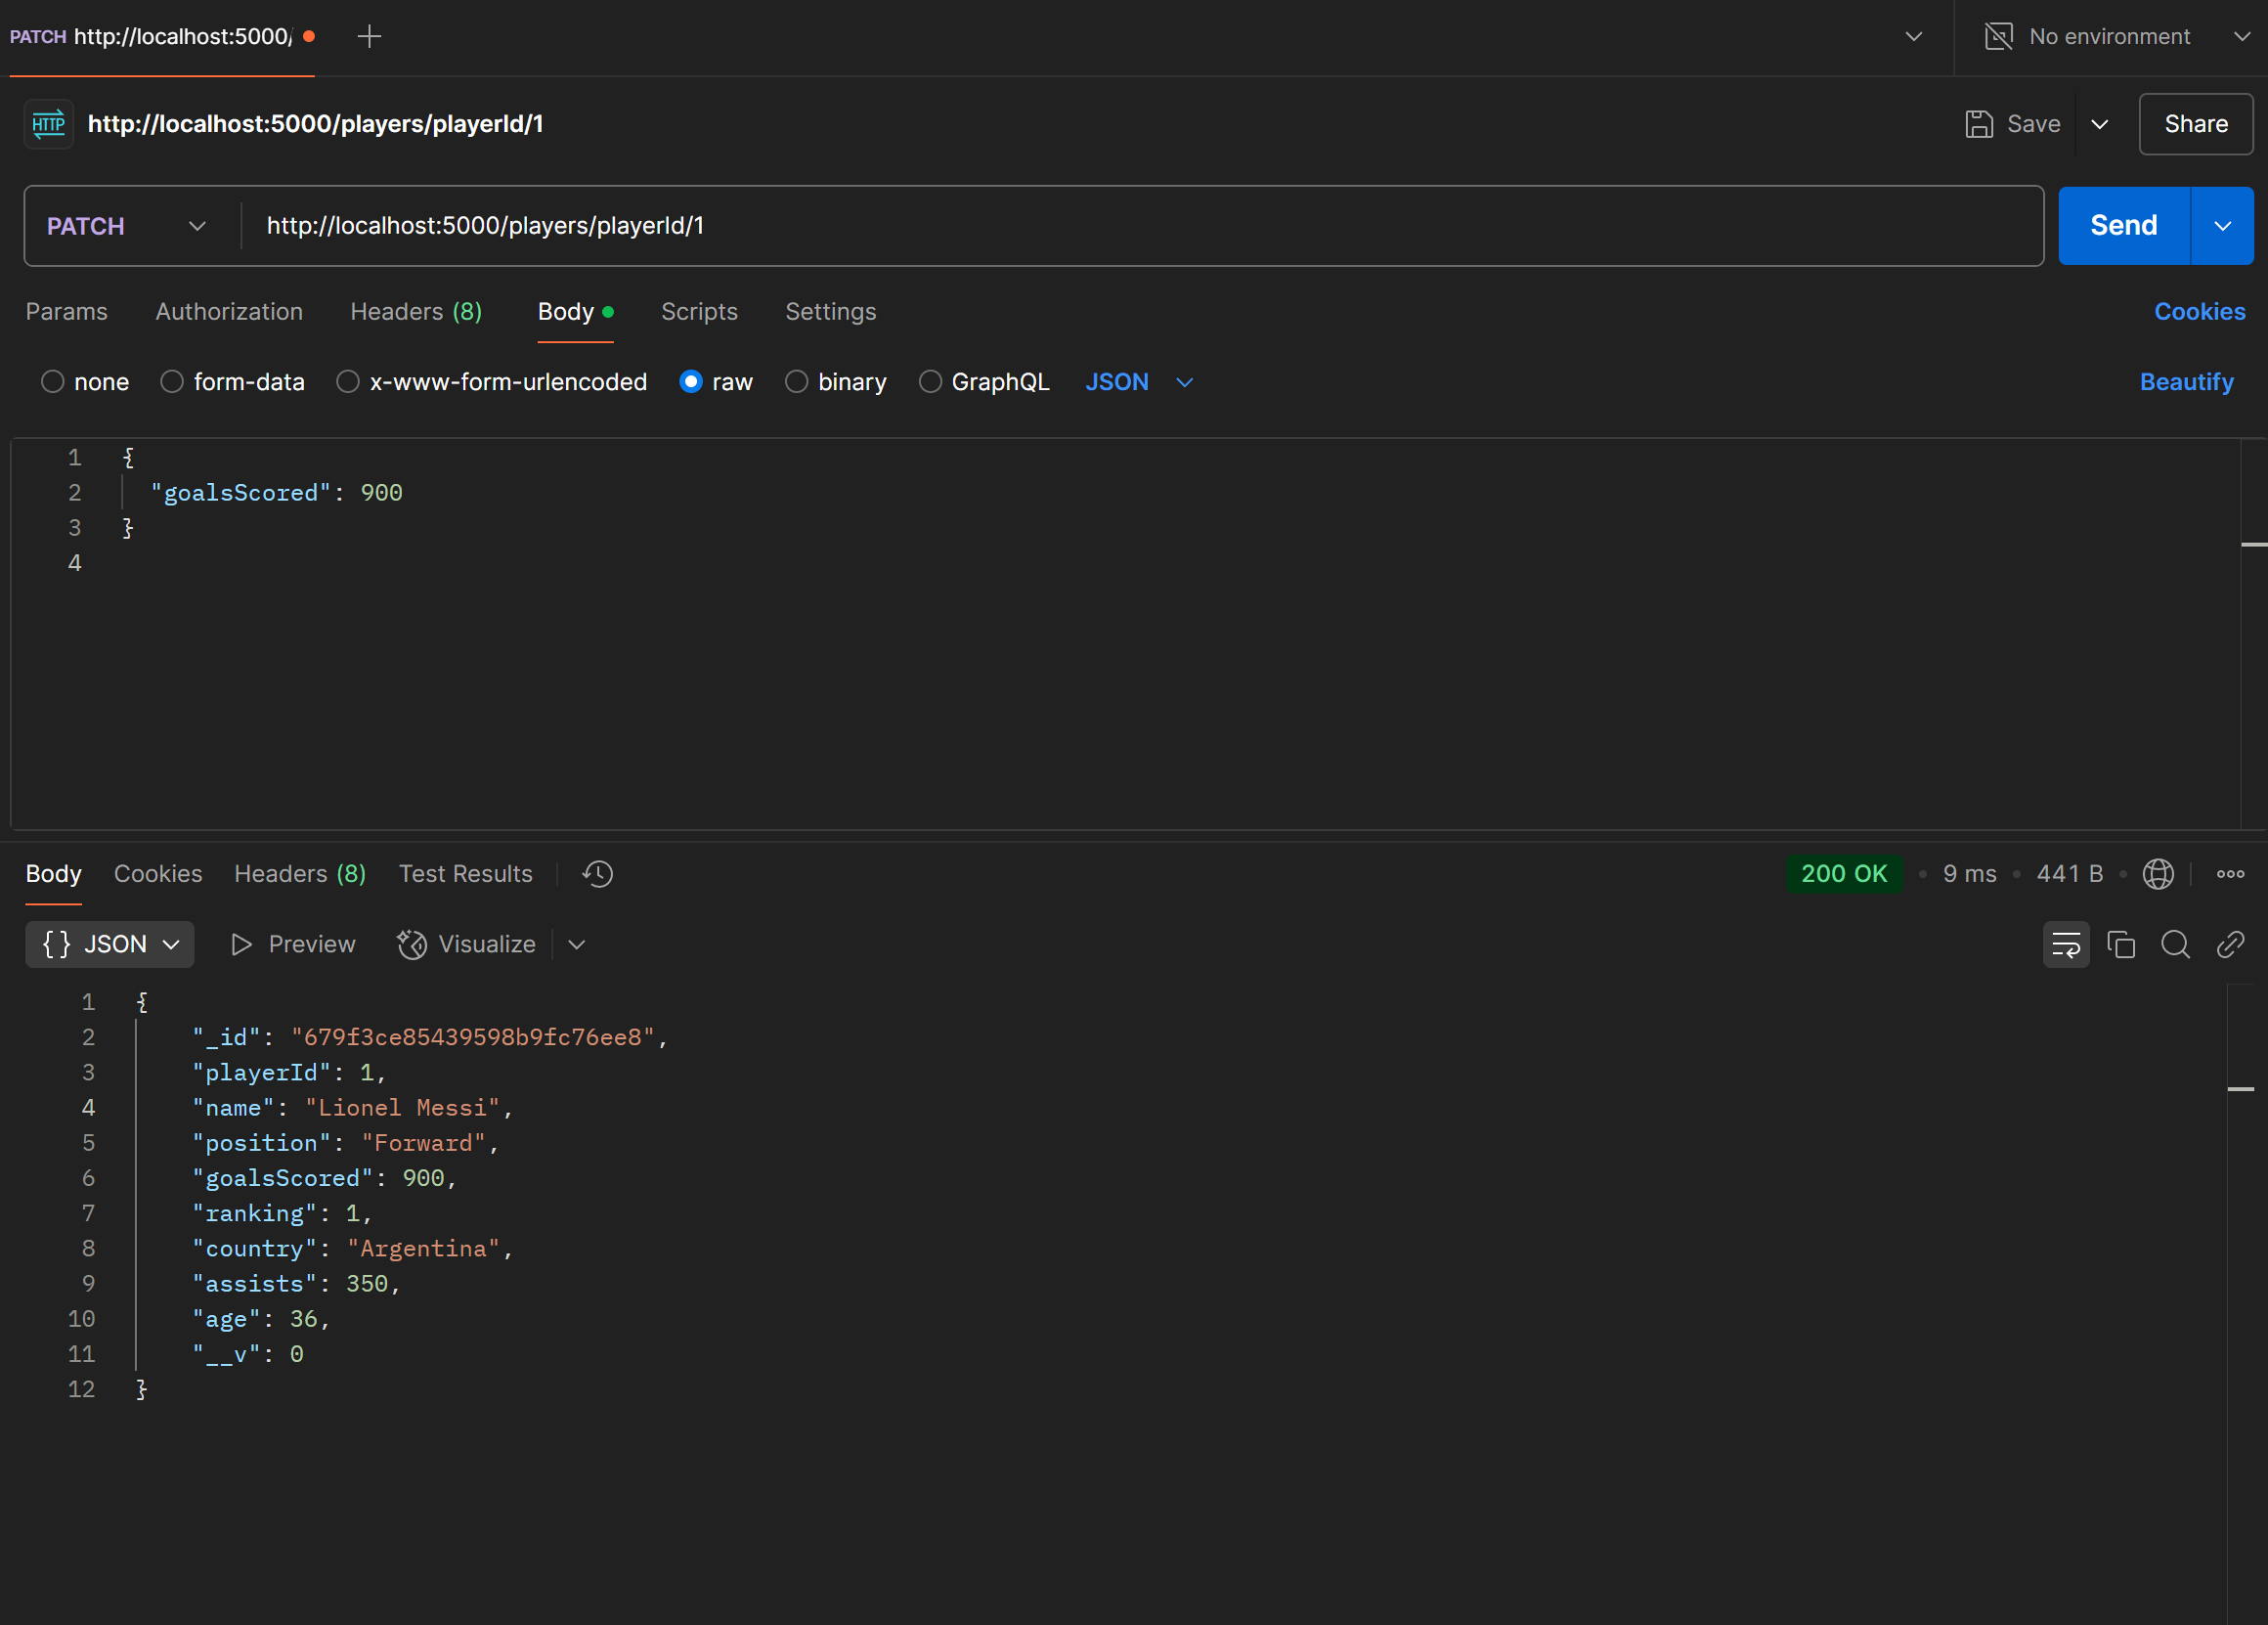 PATCH http://localhost:5000/
No environment
HTTP http://localhost:5000/players/playerId/1
Save
Share
PATCH http://localhost:5000/players/playerId/1
Send
Params Authorization Headers (8) Body Scripts Settings Cookies
none form-data x-www-form-urlencoded raw binary GraphQL JSON Beautify
1 {
2 "goalsScored": 900
3 }
4
Body Cookies Headers (8) Test Results 200 OK • 9 ms • 441 B •
{} JSON Preview Visualize
1 {
2 "_id": "679f3ce85439598b9fc76ee8",
3 "playerId": 1,
4 "name": "Lionel Messi",
5 "position": "Forward",
6 "goalsScored": 900,
7 "ranking": 1,
8 "country": "Argentina",
9 "assists": 350,
10 "age": 36,
11 "__v": 0
12 }